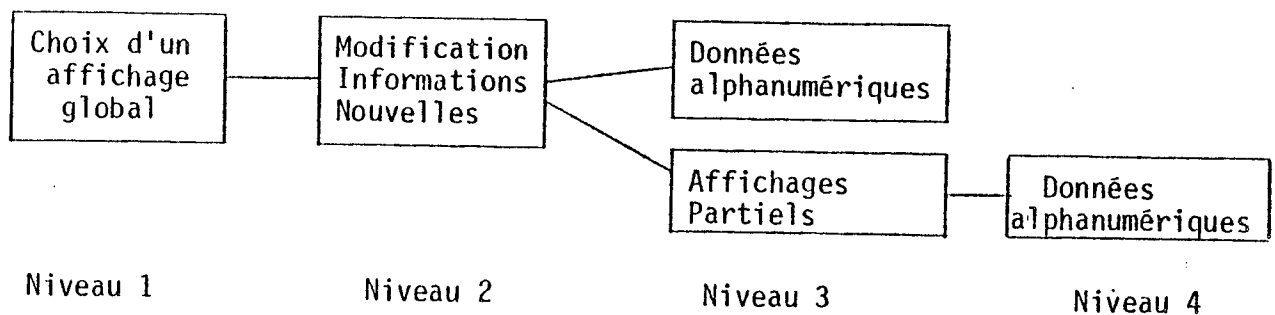 Choix d'un
affichage
global
Modification
Informations
Nouvelles
Données
alphanumériques
Affichages
Partiels
Données
alphanumériques
Niveau 1
Niveau 2
Niveau 3
Niveau 4